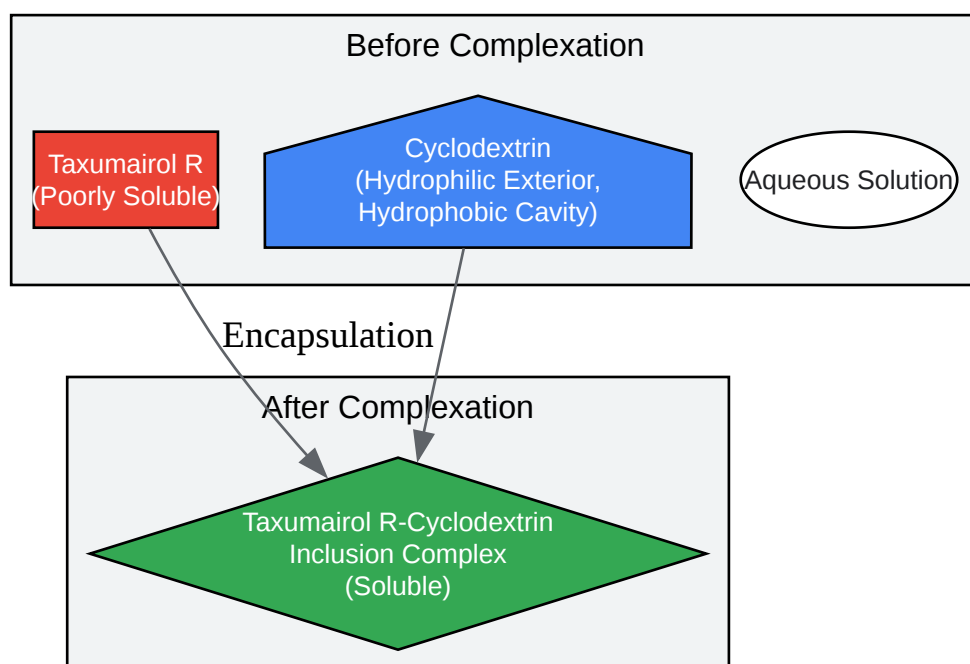 Before Complexation
Taxumairol R
(Poorly Soluble)
Cyclodextrin
(Hydrophilic Exterior,
Hydrophobic Cavity)
Aqueous Solution
Encapsulation
After Complexation
Taxumairol R-Cyclodextrin
Inclusion Complex
(Soluble)